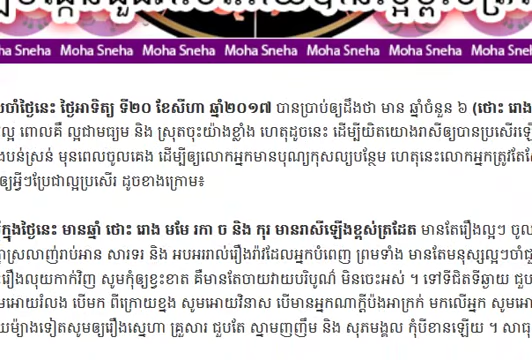 Moha Sneha Moha Sneha Moha Sneha Moha Sneha Moha Sneha Moha Sneha
ចាំថ្ងៃនេះ ថ្ងៃអាទិត្យ ទី២០ ខែសីហា ឆ្នាំ២០១៧ បានប្រាប់ឲ្យដឹងថា មាន ឆ្នាំចំនួន ៦ (ថោះ រោង
ល្អ ពោលគឺ ល្អជាមធ្យម និង ស្រុតចុះយ៉ាងខ្លាំង ហេតុដូចនេះ ដើម្បីយិតយោងរាសីឲ្យបានប្រសើរឡើ
បន់ស្រន់ មុនពេលចូលគេង ដើម្បីឲ្យលោកអ្នកមានបុណ្យកុសល្យបន្ថែម ហេតុនេះលោកអ្នកត្រូវតែ
ឲ្យអ្វីៗប្រែជាល្អប្រសើរ ដូចខាងក្រោម៖
ក្នុងថ្ងៃនេះ មានឆ្នាំ ថោះ រោង មមែ រកា ច និង កុរ មានរាសីឡើងខ្ពស់ត្រដែត មានតែរឿងល្អៗ ចូល
ស្រលាញ់រាប់អាន សារទរ និង អបអររាល់រឿងរ៉ាវដែលអ្នកបំពេញ ព្រមទាំង មានតែមនុស្សល្អៗចាំជួ
រឿងលុយកាក់វិញ សូមកុំឲ្យខ្វះខាត គឺមានតែចាយវាយបរិបូណ៌ មិនចេះអស់ ។ ទៅទីជិតទីឆ្ងាយ ជួប
មអោយរំលង បើមក ពីក្រោយខ្នង សូមអោយវិនាស បើមានអ្នកណាក្ដីប៉ងអាក្រក់ មកលើអ្នក សូមអោ
យម៉្យាងទៀតសូមឲ្យរឿងស្នេហា គ្រួសារ ជួបតែ ស្នាមញញឹម និង សុភមង្គល កុំបីខានឡើយ ។ សាធុ